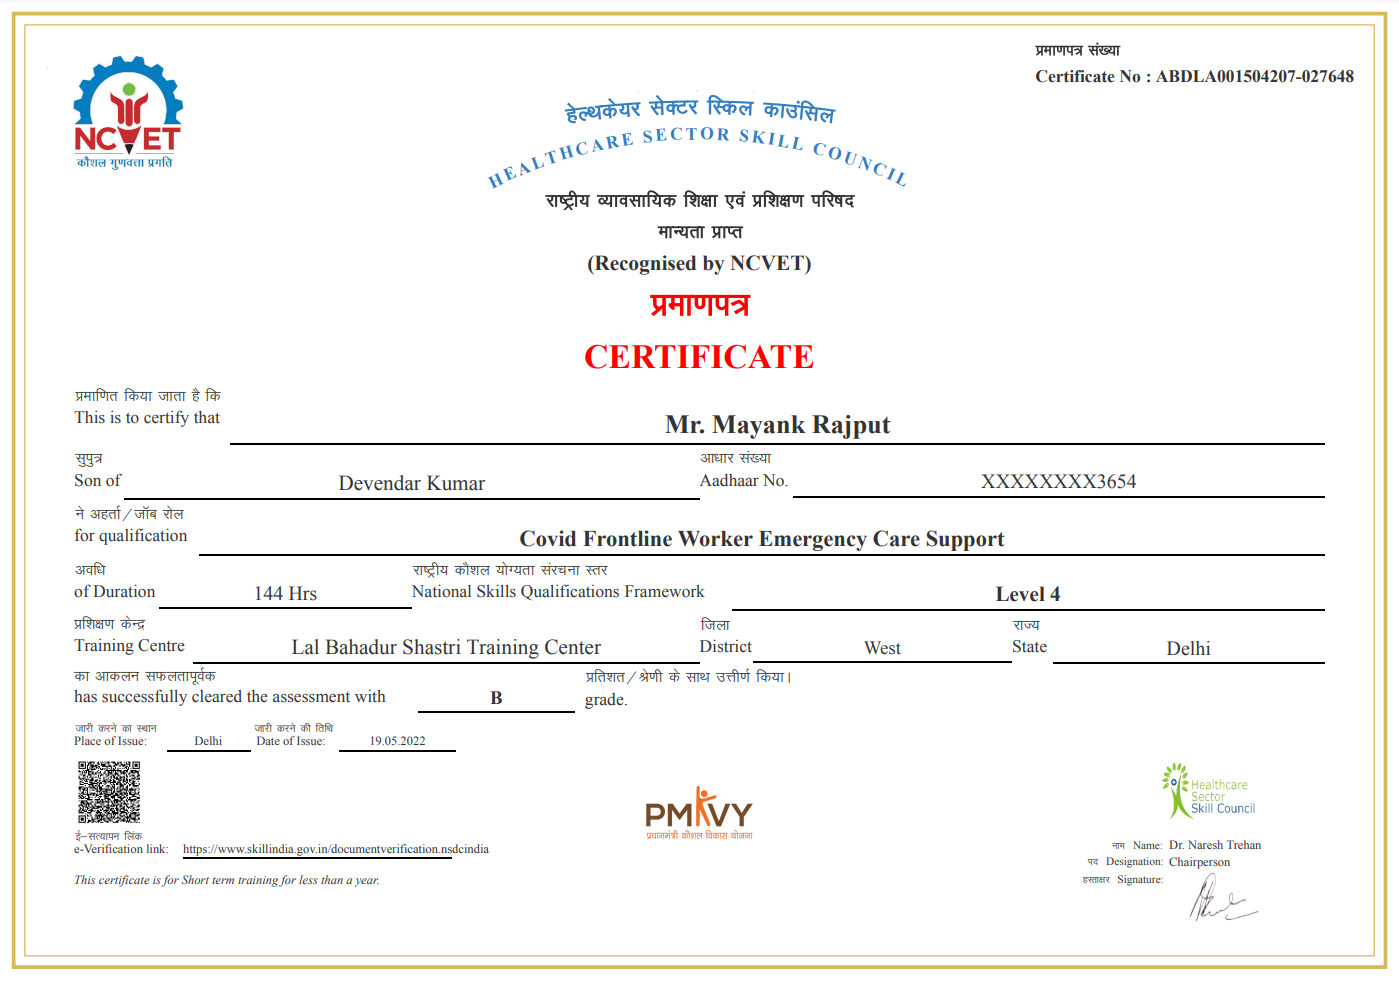 प्रमाणपत्र संख्या
Certificate No : ABDLA001504207-027648
NCVET
कौशल गुणवत्ता प्रगति
हेल्थकेयर सेक्टर स्किल काउंसिल
HEALTHCARE SECTOR SKILL COUNCIL
राष्ट्रीय व्यावसायिक शिक्षा एवं प्रशिक्षण परिषद
मान्यता प्राप्त
(Recognised by NCVET)
प्रमाणपत्र
CERTIFICATE
प्रमाणित किया जाता है कि
This is to certify that Mr. Mayank Rajput
सुपुत्र आधार संख्या
Son of Devendar Kumar Aadhaar No. XXXXXXXX3654
ने अहर्ता/जॉब रोल
for qualification Covid Frontline Worker Emergency Care Support
अवधि राष्ट्रीय कौशल योग्यता संरचना स्तर
of Duration 144 Hrs National Skills Qualifications Framework Level 4
प्रशिक्षण केन्द्र जिला राज्य
Training Centre Lal Bahadur Shastri Training Center District West State Delhi
का आकलन सफलतापूर्वक प्रतिशत/श्रेणी के साथ उत्तीर्ण किया।
has successfully cleared the assessment with B grade.
जारी करने का स्थान जारी करने की तिथि
Place of Issue: Delhi Date of Issue: 19.05.2022
ई-सत्यापन लिंक
e-Verification link: https://www.skillindia.gov.in/documentverification.nsdcindia
This certificate is for Short term training for less than a year.
PMKVY
प्रधानमंत्री कौशल विकास योजना
Healthcare
Sector
Skill Council
नाम Name: Dr. Naresh Trehan
पद Designation: Chairperson
हस्ताक्षर Signature: